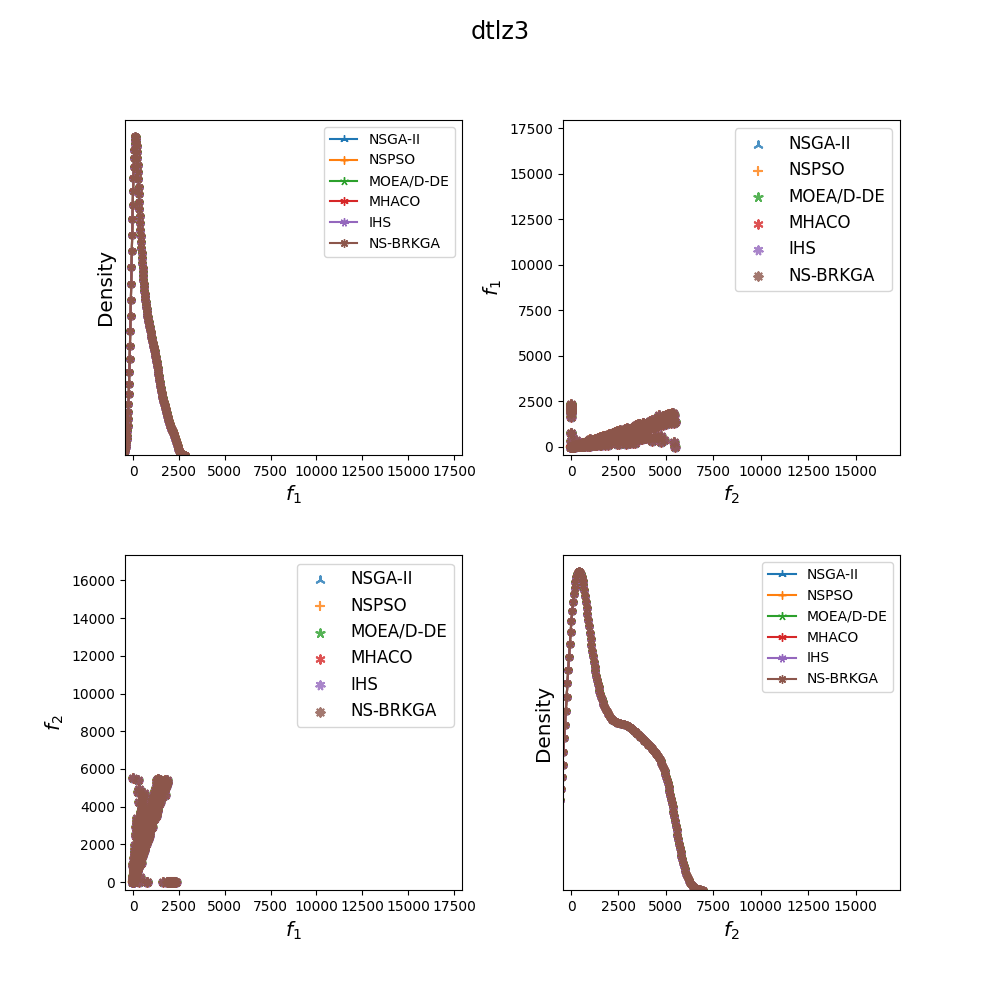 dtlz3
Density
NSGA-II
NSPSO
MOEA/D-DE
MHACO
IHS
NS-BRKGA
0 2500 5000 7500 10000 12500 15000 17500
f1
f1
17500
15000
12500
10000
7500
5000
2500
0
NSGA-II
NSPSO
MOEA/D-DE
MHACO
IHS
NS-BRKGA
0 2500 5000 7500 10000 12500 15000
f2
f2
16000
14000
12000
10000
8000
6000
4000
2000
0
NSGA-II
NSPSO
MOEA/D-DE
MHACO
IHS
NS-BRKGA
0 2500 5000 7500 10000 12500 15000 17500
f1
Density
NSGA-II
NSPSO
MOEA/D-DE
MHACO
IHS
NS-BRKGA
0 2500 5000 7500 10000 12500 15000
f2